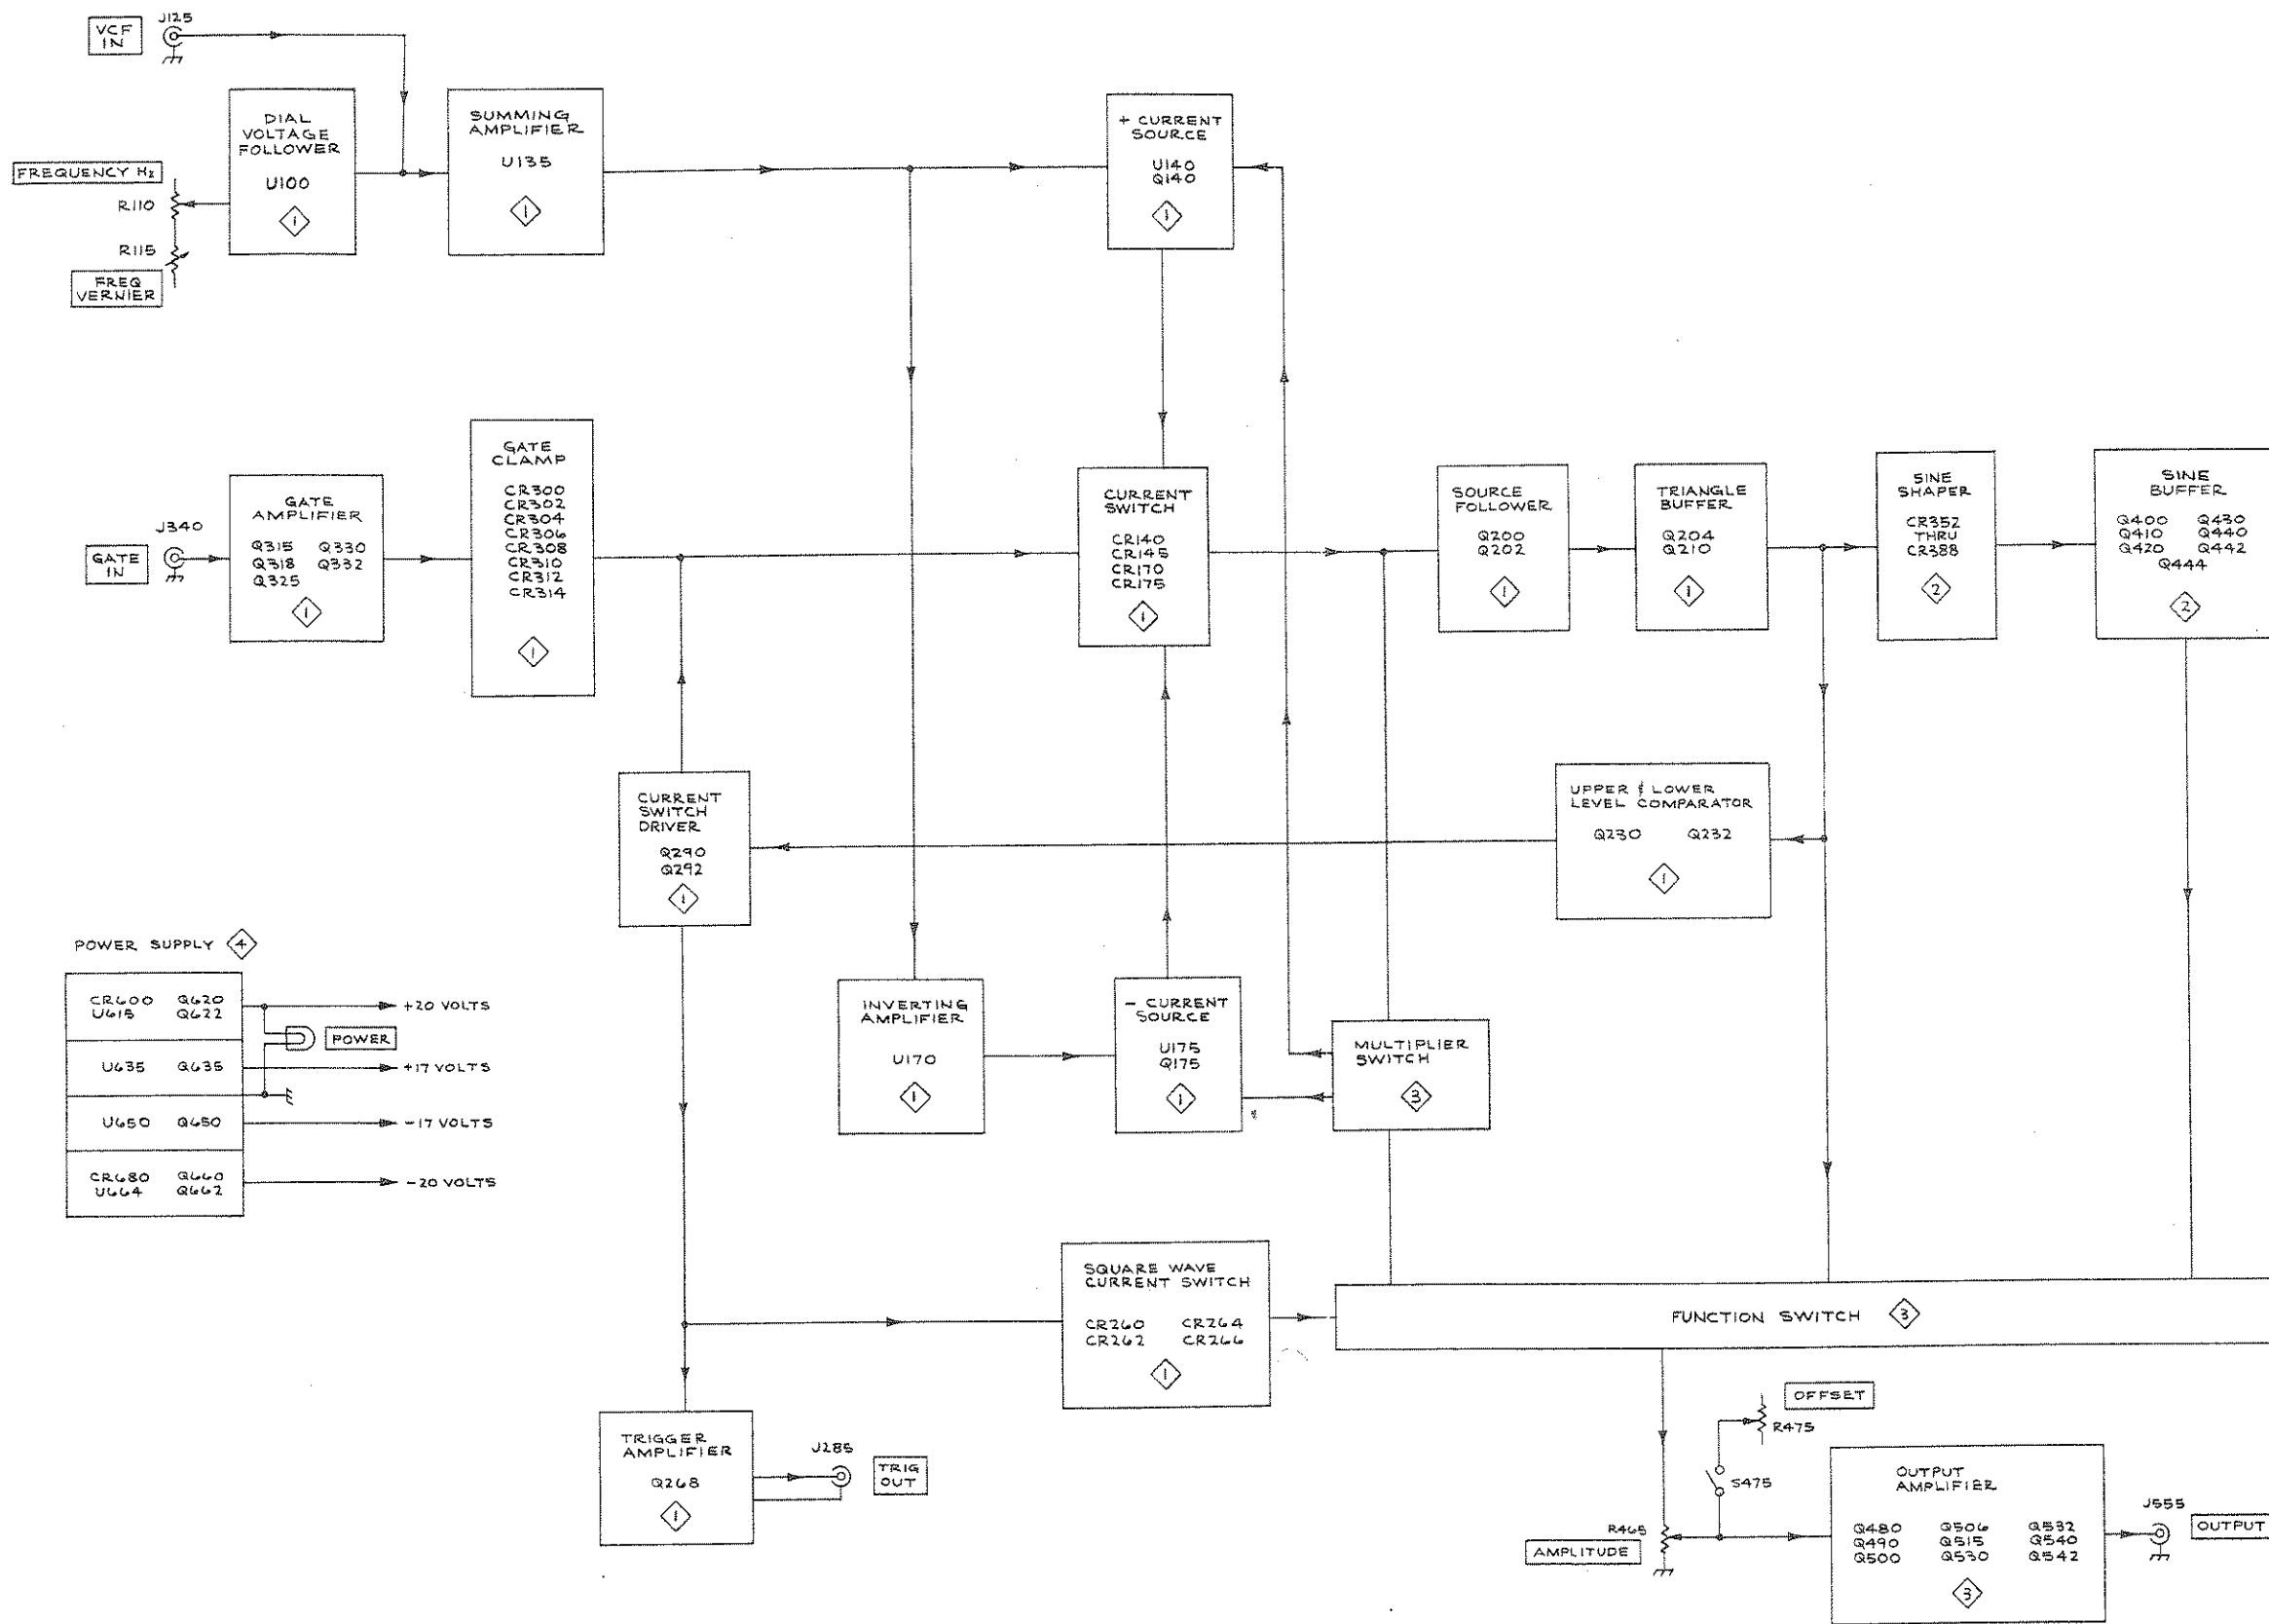 J125
VCF
IN
DIAL
VOLTAGE
FOLLOWER
U100
1
FREQUENCY Hz
R110
R115
FREQ
VERNIER
SUMMING
AMPLIFIER
U135
1
+ CURRENT
SOURCE
U140
Q140
1
J340
GATE
IN
GATE
AMPLIFIER
Q315 Q330
Q318 Q332
Q325
1
GATE
CLAMP
CR300
CR302
CR304
CR306
CR308
CR310
CR312
CR314
1
CURRENT
SWITCH
CR140
CR145
CR170
CR175
1
SOURCE
FOLLOWER
Q200
Q202
1
TRIANGLE
BUFFER
Q204
Q210
1
SINE
SHAPER
CR352
THRU
CR388
2
SINE
BUFFER
Q400 Q430
Q410 Q440
Q420 Q442
Q444
2
CURRENT
SWITCH
DRIVER
Q290
Q292
1
UPPER & LOWER
LEVEL COMPARATOR
Q230 Q232
1
POWER SUPPLY 4
CR600 Q620
U615 Q622
+20 VOLTS
POWER
U635 Q635
+17 VOLTS
U650 Q650
-17 VOLTS
CR680 Q660
U664 Q662
-20 VOLTS
INVERTING
AMPLIFIER
U170
1
- CURRENT
SOURCE
U175
Q175
1
MULTIPLIER
SWITCH
3
SQUARE WAVE
CURRENT SWITCH
CR260 CR264
CR262 CR266
1
FUNCTION SWITCH 3
TRIGGER
AMPLIFIER
Q268
1
J285
TRIG
OUT
OFFSET
R475
S475
R465
AMPLITUDE
OUTPUT
AMPLIFIER
Q480 Q506 Q532
Q490 Q515 Q540
Q500 Q530 Q542
3
J555
OUTPUT